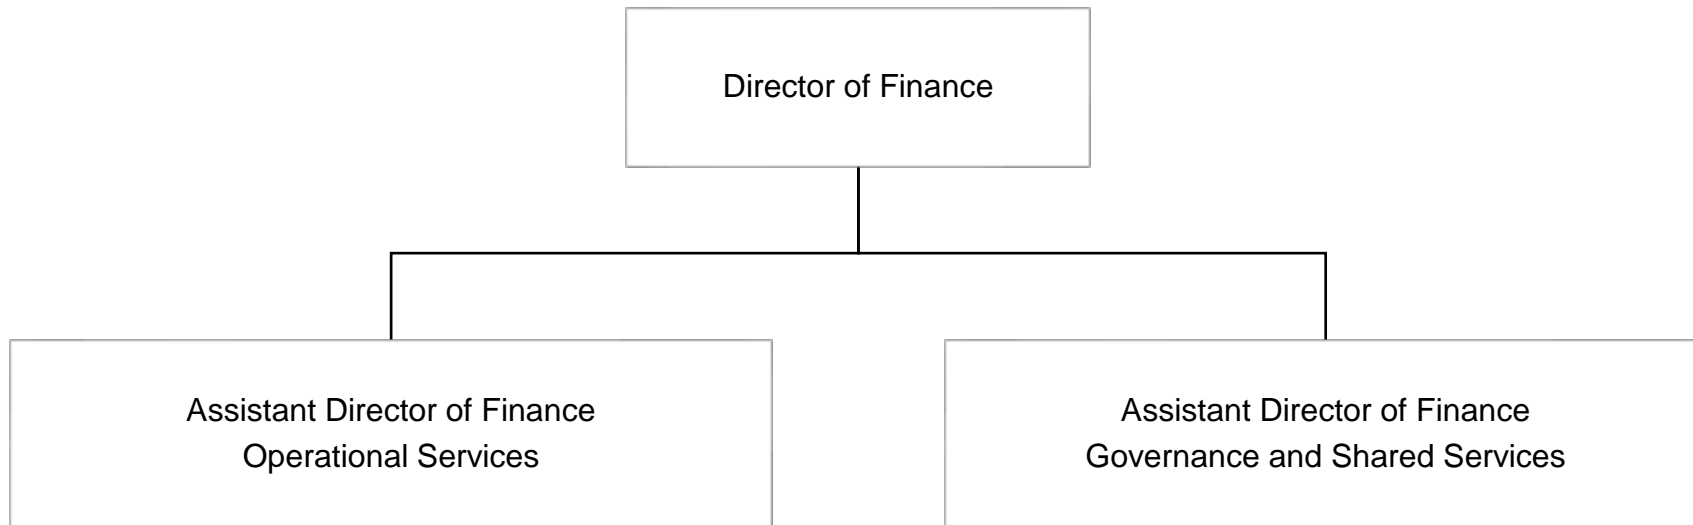 Director of Finance
Assistant Director of Finance
Operational Services
Assistant Director of Finance
Governance and Shared Services